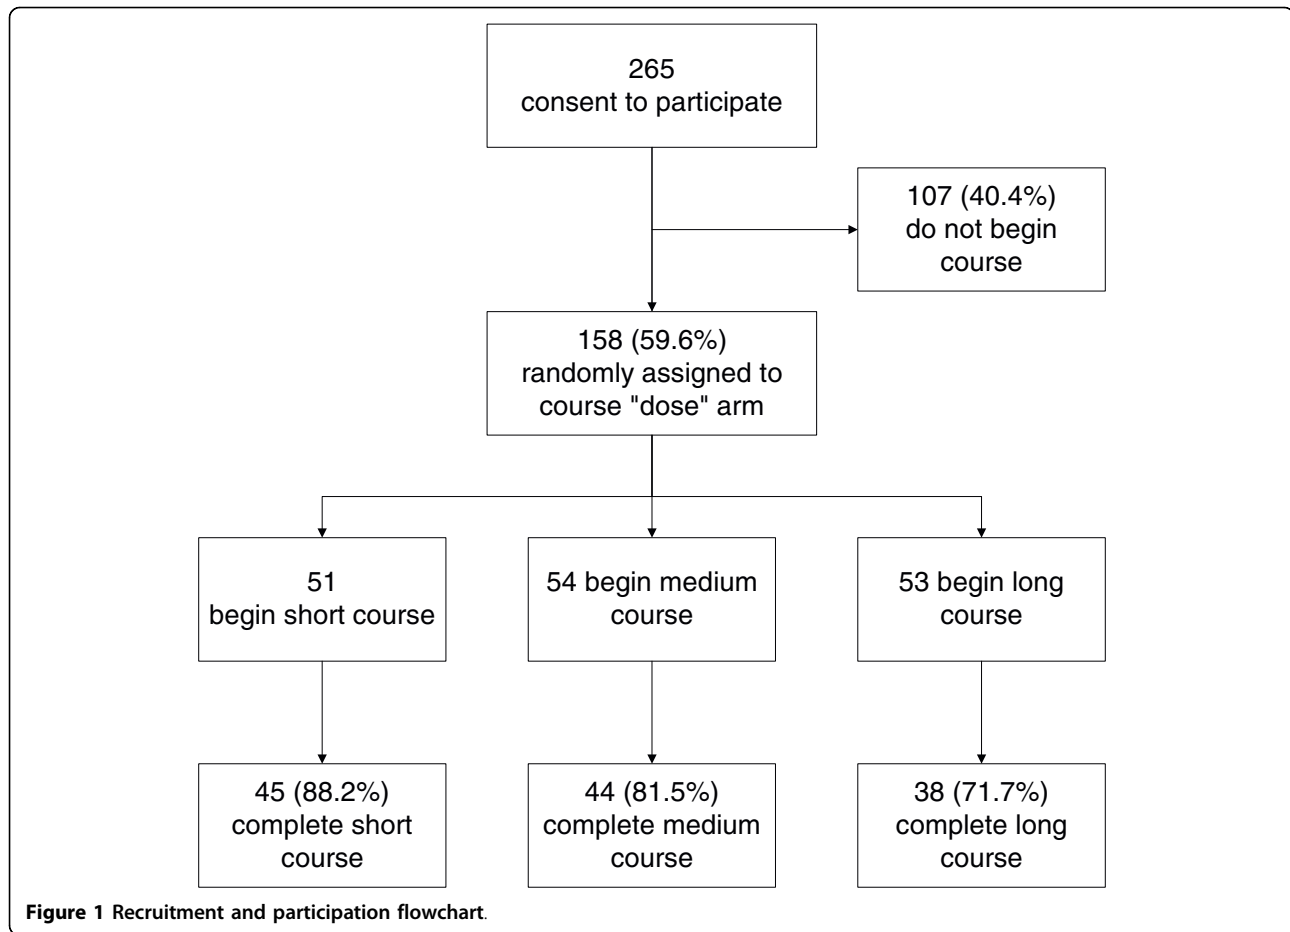 265
consent to participate
107 (40.4%)
do not begin
course
158 (59.6%)
randomly assigned to
course "dose" arm
51
begin short course
54 begin medium
course
53 begin long
course
45 (88.2%)
complete short
course
44 (81.5%)
complete medium
course
38 (71.7%)
complete long
course
Figure 1 Recruitment and participation flowchart.